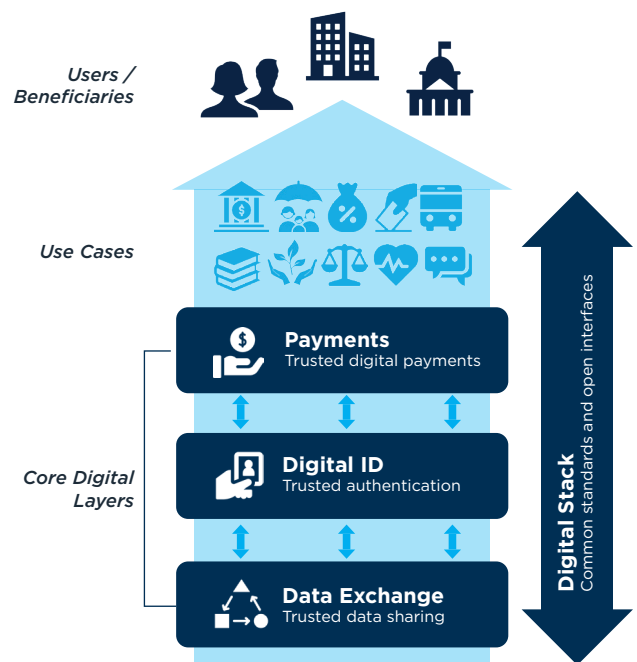 Users /
Beneficiaries
$
%
Use Cases
$
Payments
Trusted digital payments
Digital ID
Trusted authentication
Core Digital
Layers
Data Exchange
Trusted data sharing
Digital Stack
Common standards and open interfaces